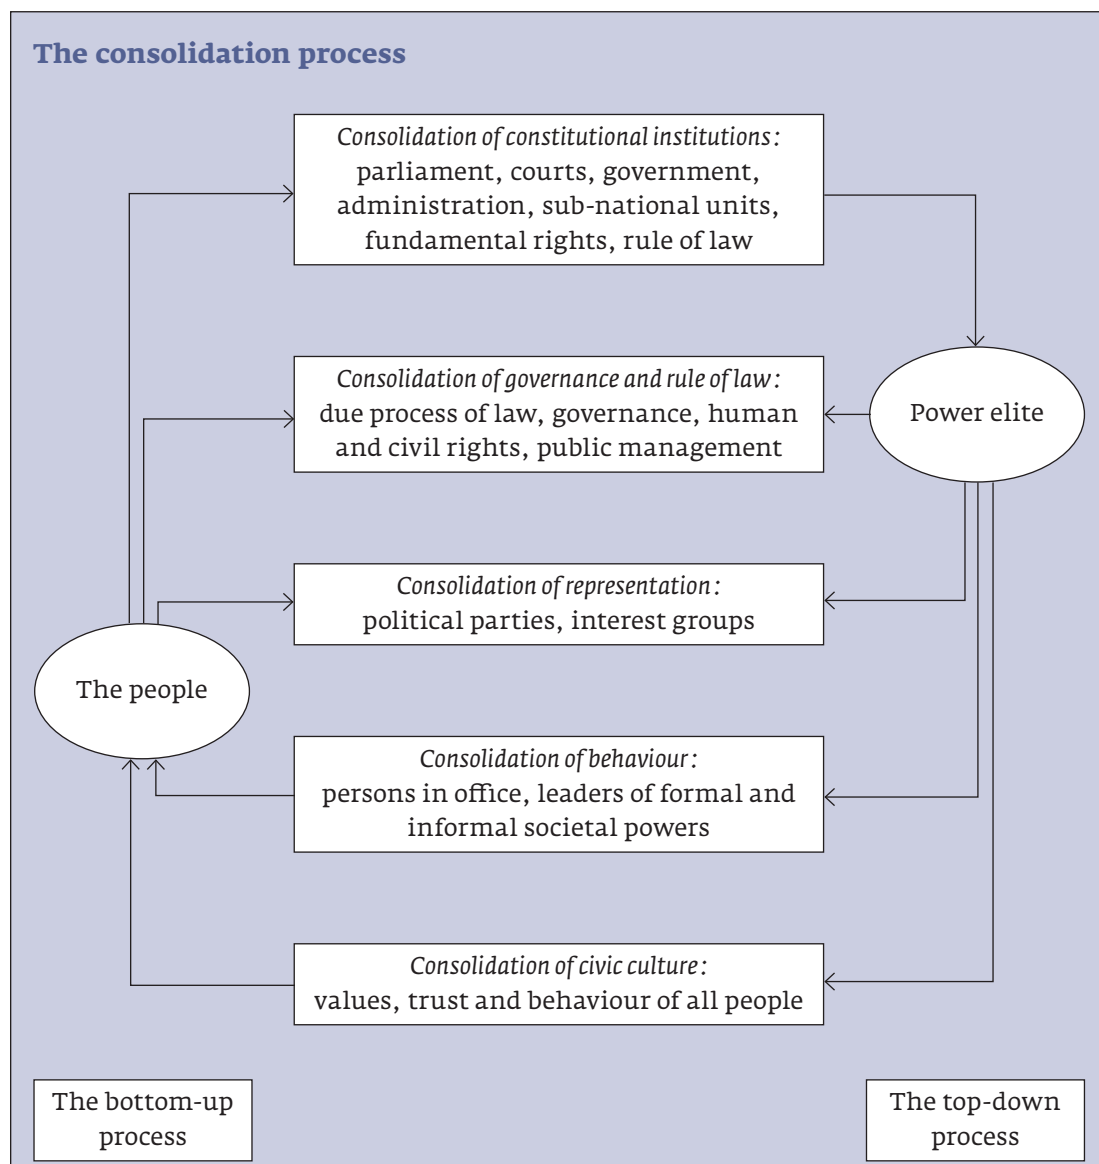 The consolidation process
Consolidation of constitutional institutions:
parliament, courts, government,
administration, sub-national units,
fundamental rights, rule of law
Consolidation of governance and rule of law:
due process of law, governance, human
and civil rights, public management
Power elite
Consolidation of representation:
political parties, interest groups
The people
Consolidation of behaviour:
persons in office, leaders of formal and
informal societal powers
Consolidation of civic culture:
values, trust and behaviour of all people
The bottom-up
process
The top-down
process